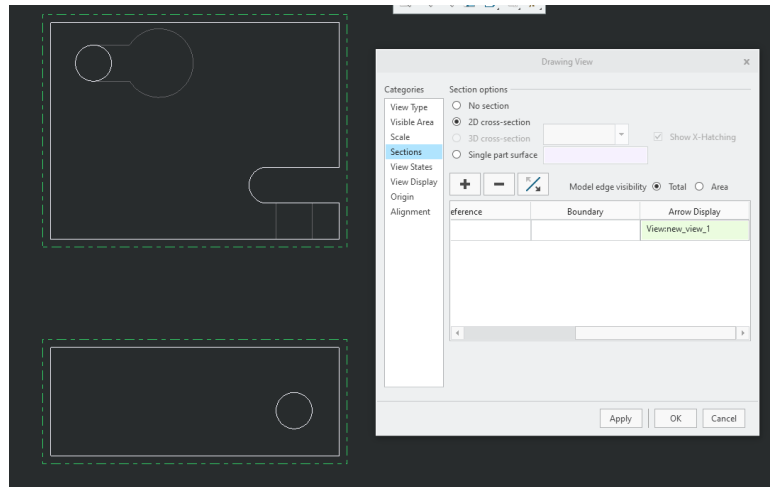 Drawing View
Categories
View Type
Visible Area
Scale
Sections
View States
View Display
Origin
Alignment
Section options
No section
2D cross-section
3D cross-section
Show X-Hatching
Single part surface
Model edge visibility Total Area
eference Boundary Arrow Display
View:new_view_1
Apply OK Cancel